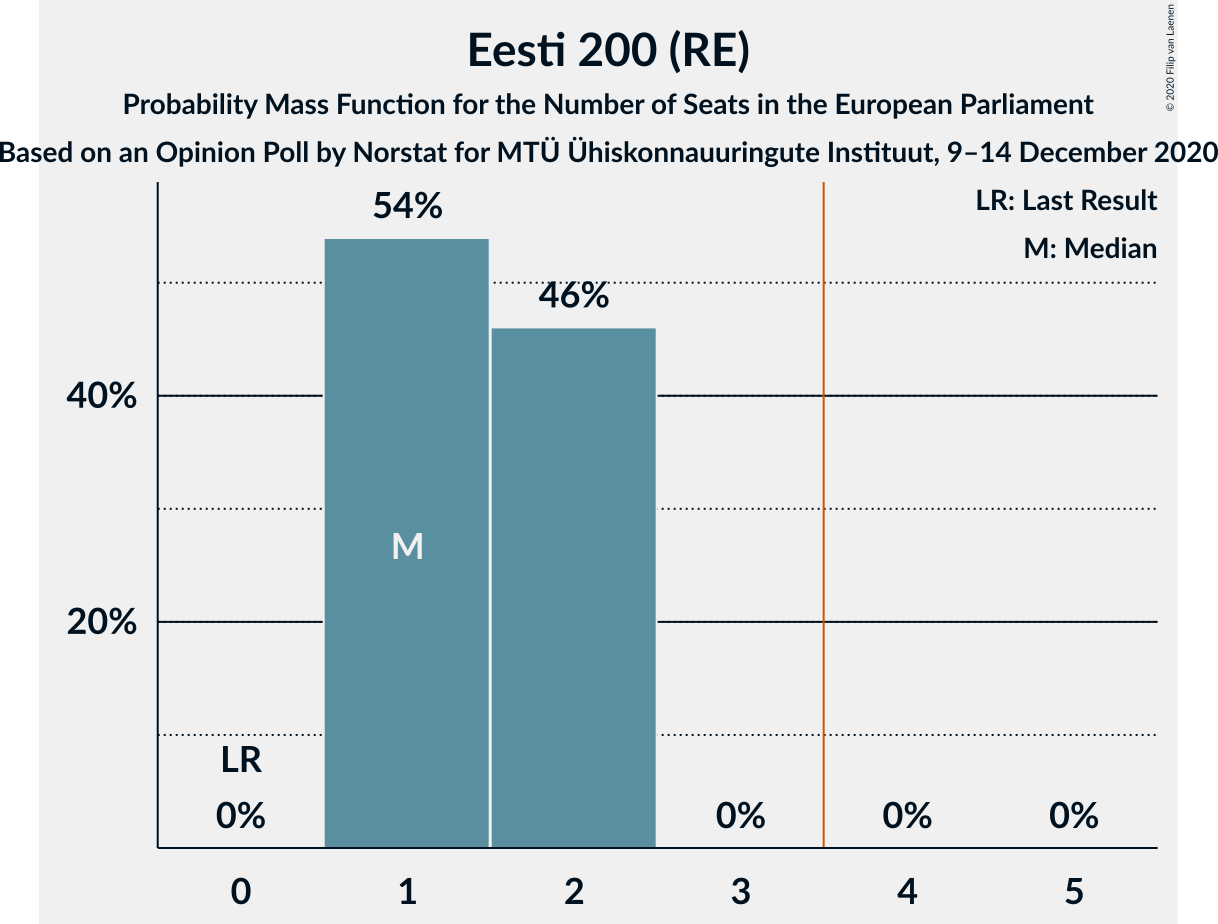 Eesti 200 (RE)
Probability Mass Function for the Number of Seats in the European Parliament
Based on an Opinion Poll by Norstat for MTÜ Ühiskonnauuringute Instituut, 9–14 December 2020
© 2020 Filip van Laenen
LR: Last Result
M: Median
54%
46%
40%
M
20%
LR
0%
0%
0%
0%
0
1
2
3
4
5